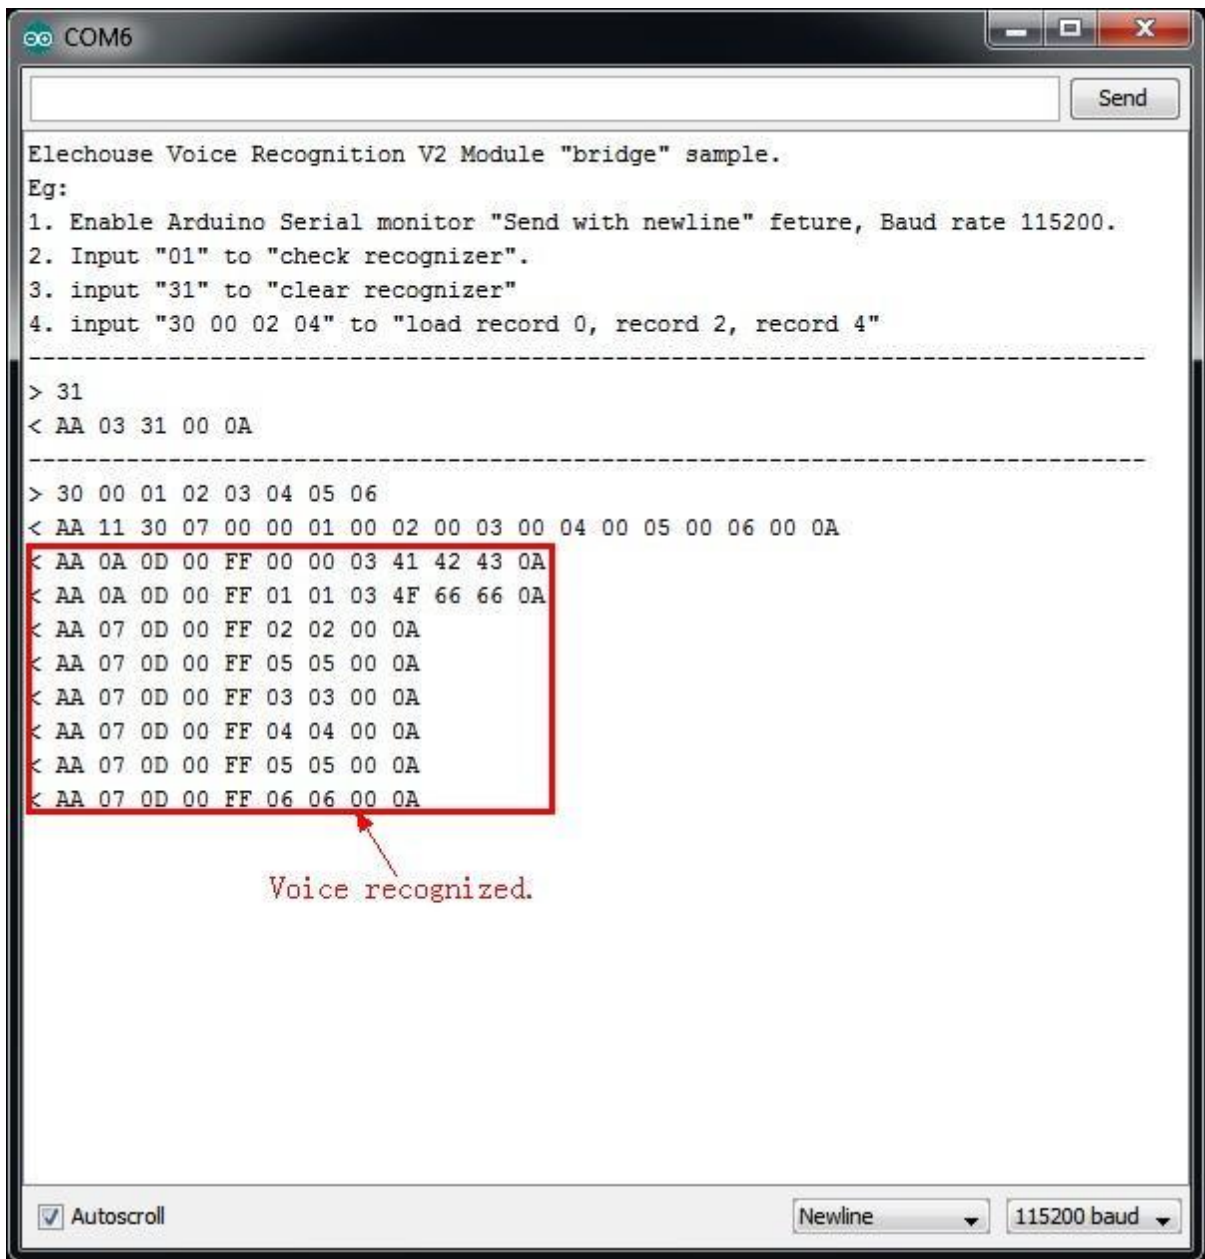 COM6
Send
Elechouse Voice Recognition V2 Module "bridge" sample.
Eg:
1. Enable Arduino Serial monitor "Send with newline" feture, Baud rate 115200.
2. Input "01" to "check recognizer".
3. input "31" to "clear recognizer"
4. input "30 00 02 04" to "load record 0, record 2, record 4"
--------------------------------------------------------------------------------
> 31
< AA 03 31 00 0A
--------------------------------------------------------------------------------
> 30 00 01 02 03 04 05 06
< AA 11 30 07 00 00 01 00 02 00 03 00 04 00 05 00 06 00 0A
< AA 0A 0D 00 FF 00 00 03 41 42 43 0A
< AA 0A 0D 00 FF 01 01 03 4F 66 66 0A
< AA 07 0D 00 FF 02 02 00 0A
< AA 07 0D 00 FF 05 05 00 0A
< AA 07 0D 00 FF 03 03 00 0A
< AA 07 0D 00 FF 04 04 00 0A
< AA 07 0D 00 FF 05 05 00 0A
< AA 07 0D 00 FF 06 06 00 0A
Voice recognized.
Autoscroll
Newline
115200 baud